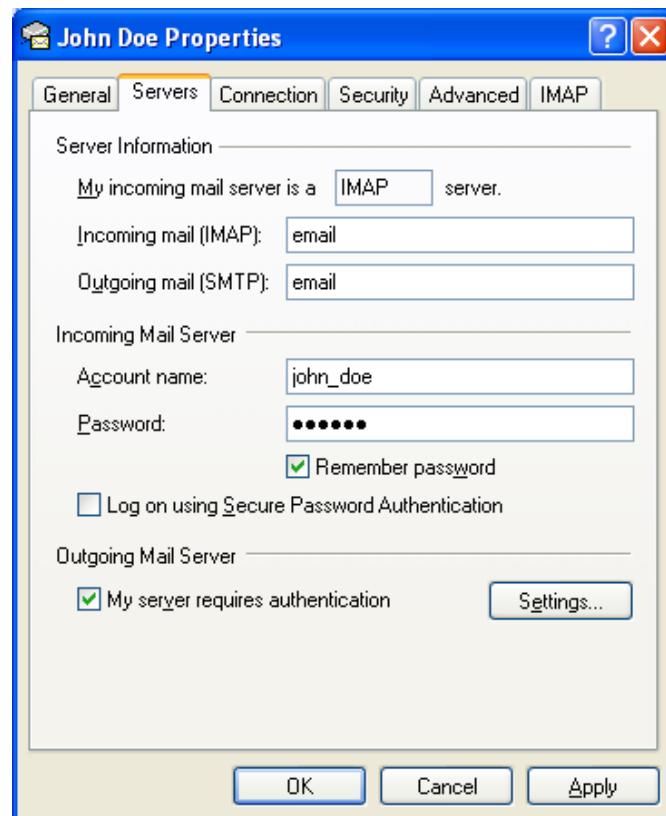 John Doe Properties
General Servers Connection Security Advanced IMAP
Server Information
My incoming mail server is a IMAP server.
Incoming mail (IMAP): email
Outgoing mail (SMTP): email
Incoming Mail Server
Account name: john_doe
Password: ●●●●●●
Remember password
Log on using Secure Password Authentication
Outgoing Mail Server
My server requires authentication Settings...
OK Cancel Apply